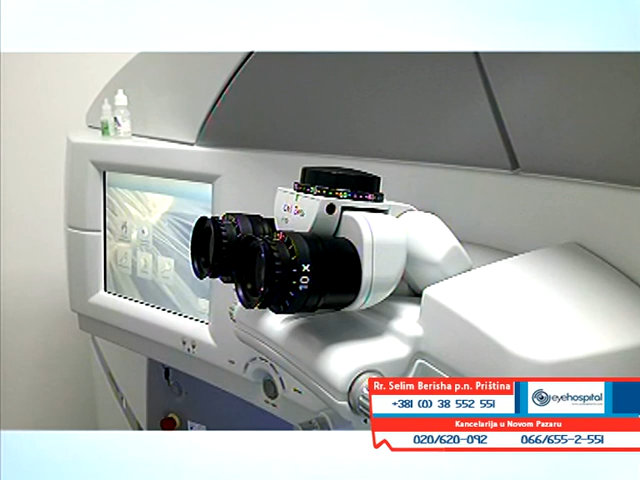 10 x
Rr. Selim Berisha p.n. Priština
+381 (0) 38 552 551
eyehospital
Kancelarija u Novom Pazaru
020/620-092 066/655-2-551